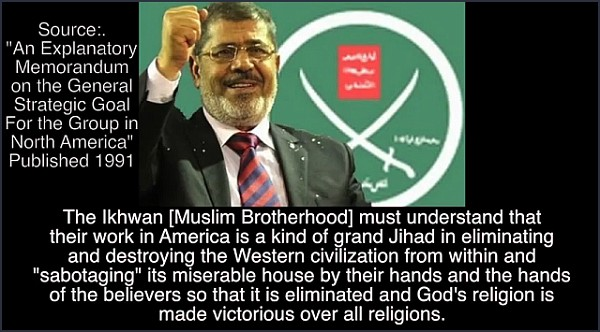 Source:.
"An Explanatory
Memorandum
on the General
Strategic Goal
For the Group in
North America"
Published 1991
The Ikhwan [Muslim Brotherhood] must understand that
their work in America is a kind of grand Jihad in eliminating
and destroying the Western civilization from within and
"sabotaging" its miserable house by their hands and the hands
of the believers so that it is eliminated and God's religion is
made victorious over all religions.